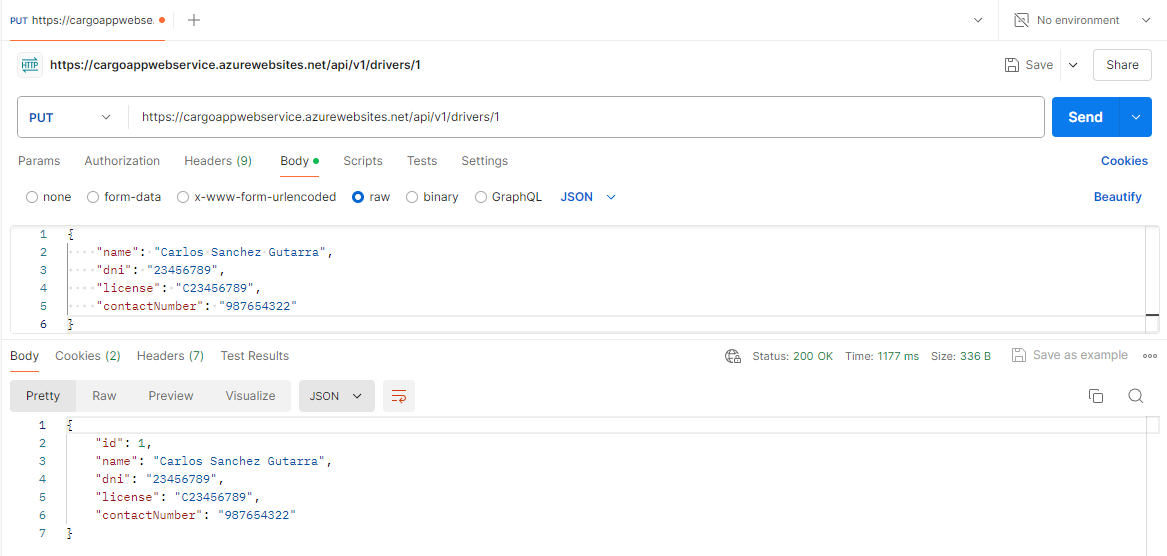 PUT https://cargoappwebse. No environment
HTTP https://cargoappwebservice.azurewebsites.net/api/v1/drivers/1 Save Share
PUT https://cargoappwebservice.azurewebsites.net/api/v1/drivers/1 Send
Params Authorization Headers (9) Body Scripts Tests Settings Cookies
none form-data x-www-form-urlencoded raw binary GraphQL JSON Beautify
1 {
2 "name": "Carlos Sanchez Gutarra",
3 "dni": "23456789",
4 "license": "C23456789",
5 "contactNumber": "987654322"
6 }
Body Cookies (2) Headers (7) Test Results Status: 200 OK Time: 1177 ms Size: 336 B Save as example
Pretty Raw Preview Visualize JSON
1 {
2 "id": 1,
3 "name": "Carlos Sanchez Gutarra",
4 "dni": "23456789",
5 "license": "C23456789",
6 "contactNumber": "987654322"
7 }